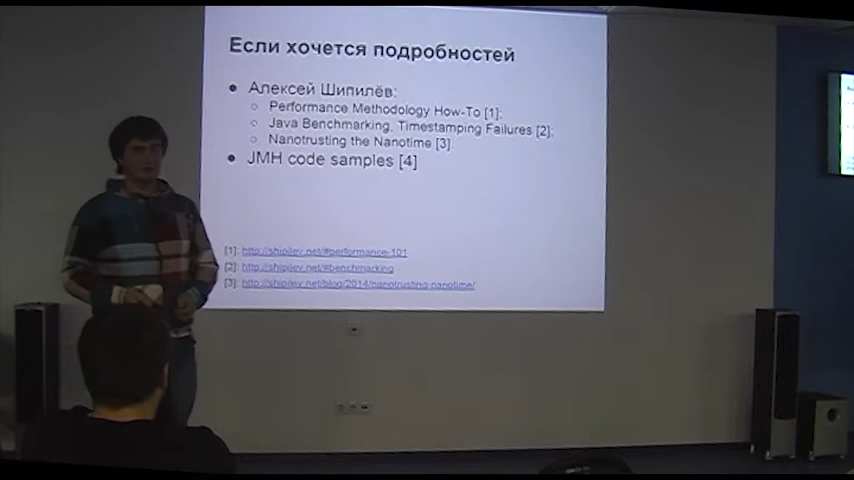 Если хочется подробностей
● Алексей Шипилёв:
○ Performance Methodology How-To [1];
○ Java Benchmarking, Timestamping Failures [2];
○ Nanotrusting the Nanotime [3].
● JMH code samples [4]
[1]: http://shipilev.net/#performance-101
[2]: http://shipilev.net/#benchmarking
[3]: http://shipilev.net/blog/2014/nanotrusting-nanotime/